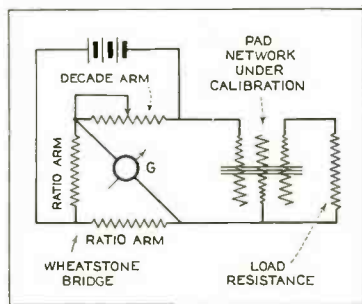 DECADE ARM
PAD
NETWORK
UNDER
CALIBRATION
RATIO ARM
G
RATIO ARM
WHEATSTONE
BRIDGE
LOAD
RESISTANCE